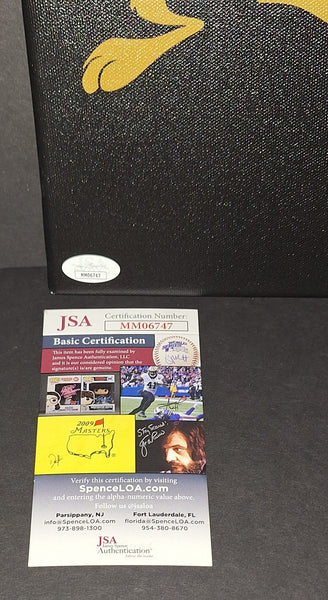 MM06747
JSA
Certification Number:
MM06747
Basic Certification
This item has been fully examined by
James Spence Authentication, LLC
and it is our considered opinion that the
signature(s) is/are genuine.
2009
MASTERS
Verify this certification by visiting
SpenceLOA.com
and entering the alpha-numeric value above.
Follow us @jsaloa
Parsippany, NJ
info@SpenceLOA.com
973-898-1300
Fort Lauderdale, FL
florida@SpenceLOA.com
954-380-8670
JSA
James Spence
Authentication